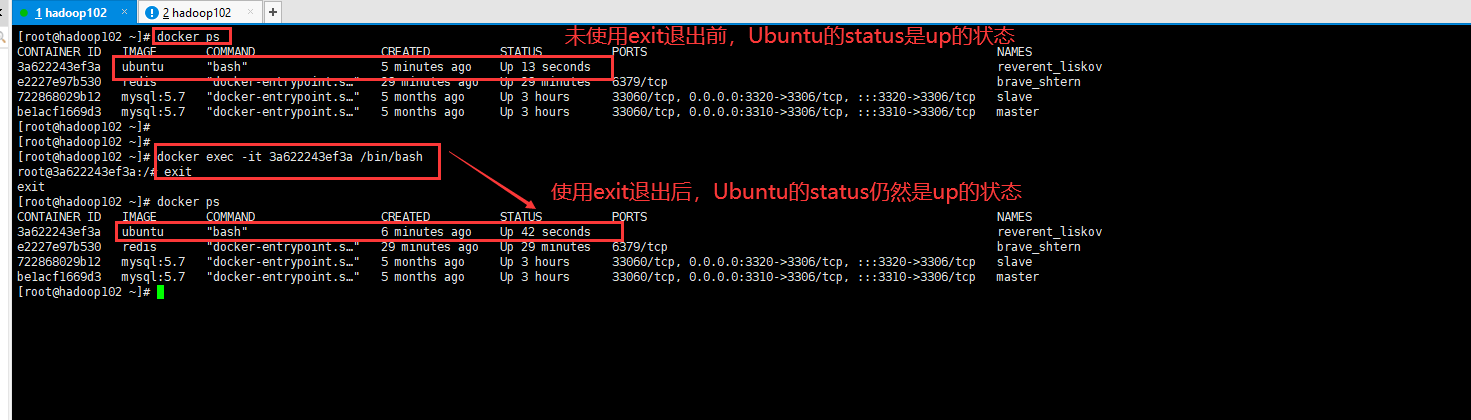 1 hadoop102 × 2 hadoop102 × +
[root@hadoop102 ~]# docker ps
未使用exit退出前，Ubuntu的status是up的状态
CONTAINER ID IMAGE COMMAND CREATED STATUS PORTS NAMES
3a622243ef3a ubuntu "bash" 5 minutes ago Up 13 seconds reverent_liskov
e2227e97b530 redis "docker-entrypoint.s…" 29 minutes ago Up 29 minutes 6379/tcp brave_shtern
722868029b12 mysql:5.7 "docker-entrypoint.s…" 5 months ago Up 3 hours 33060/tcp, 0.0.0.0:3320->3306/tcp, :::3320->3306/tcp slave
be1acf1669d3 mysql:5.7 "docker-entrypoint.s…" 5 months ago Up 3 hours 33060/tcp, 0.0.0.0:3310->3306/tcp, :::3310->3306/tcp master
[root@hadoop102 ~]#
[root@hadoop102 ~]#
[root@hadoop102 ~]# docker exec -it 3a622243ef3a /bin/bash
root@3a622243ef3a:/# exit
exit
使用exit退出后，Ubuntu的status仍然是up的状态
[root@hadoop102 ~]# docker ps
CONTAINER ID IMAGE COMMAND CREATED STATUS PORTS NAMES
3a622243ef3a ubuntu "bash" 6 minutes ago Up 42 seconds reverent_liskov
e2227e97b530 redis "docker-entrypoint.s…" 29 minutes ago Up 29 minutes 6379/tcp brave_shtern
722868029b12 mysql:5.7 "docker-entrypoint.s…" 5 months ago Up 3 hours 33060/tcp, 0.0.0.0:3320->3306/tcp, :::3320->3306/tcp slave
be1acf1669d3 mysql:5.7 "docker-entrypoint.s…" 5 months ago Up 3 hours 33060/tcp, 0.0.0.0:3310->3306/tcp, :::3310->3306/tcp master
[root@hadoop102 ~]#